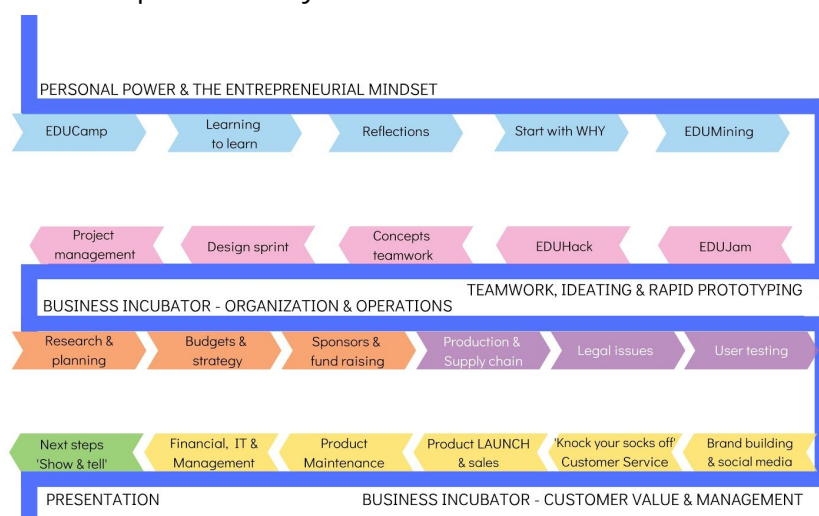 PERSONAL POWER & THE ENTREPRENEURIAL MINDSET
EDUCamp
Learning
to learn
Reflections
Start with WHY
EDUMining
Project
management
Design sprint
Concepts
teamwork
EDUHack
EDUJam
TEAMWORK, IDEATING & RAPID PROTOTYPING
BUSINESS INCUBATOR - ORGANIZATION & OPERATIONS
Research &
planning
Budgets &
strategy
Sponsors &
fund raising
Production &
Supply chain
Legal issues
User testing
Next steps
'Show & tell'
Financial, IT &
Management
Product
Maintenance
Product LAUNCH
& sales
'Knock your socks off'
Customer Service
Brand building
& social media
PRESENTATION
BUSINESS INCUBATOR - CUSTOMER VALUE & MANAGEMENT